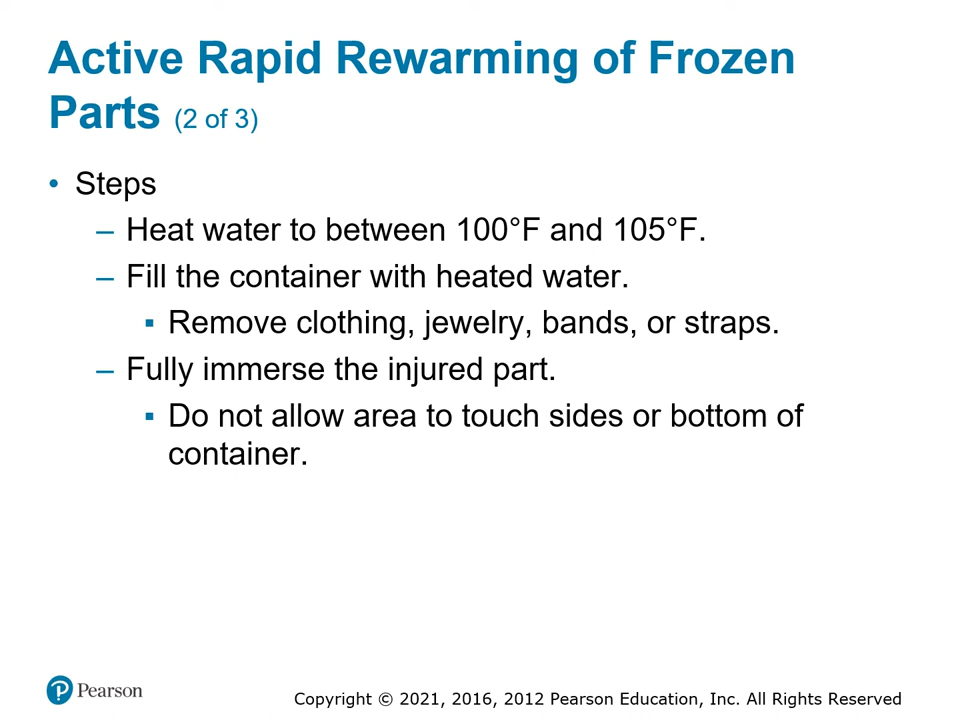 Active Rapid Rewarming of Frozen
Parts (2 of 3)
• Steps
– Heat water to between 100°F and 105°F.
– Fill the container with heated water.
▪ Remove clothing, jewelry, bands, or straps.
– Fully immerse the injured part.
▪ Do not allow area to touch sides or bottom of
container.
Pearson
Copyright © 2021, 2016, 2012 Pearson Education, Inc. All Rights Reserved